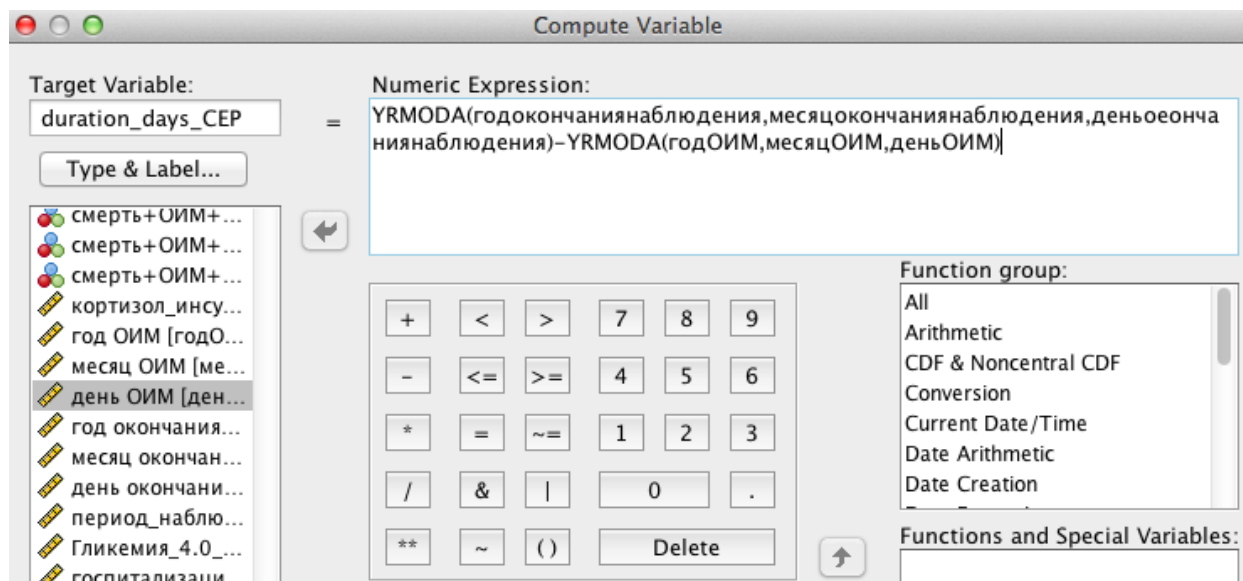 Compute Variable
Target Variable:
duration_days_CEP
=
Type & Label...
Numeric Expression:
YRMODA(годокончаниянаблюдения,месяцокончаниянаблюдения,деньоеонча
ниянаблюдения)–YRMODA(годОИМ,месяцОИМ,деньОИМ)
смерть+ОИМ+...
смерть+ОИМ+...
смерть+ОИМ+...
кортизол_инсу...
год ОИМ [годО...
месяц ОИМ [ме...
день ОИМ [ден...
год окончания...
месяц окончан...
день окончани...
период_наблю...
Гликемия_4.0_...
госпитализаци...
+ < > 7 8 9
– <= >= 4 5 6
* = ~= 1 2 3
/ & | 0 .
** ~ () Delete
Function group:
All
Arithmetic
CDF & Noncentral CDF
Conversion
Current Date/Time
Date Arithmetic
Date Creation
Functions and Special Variables: